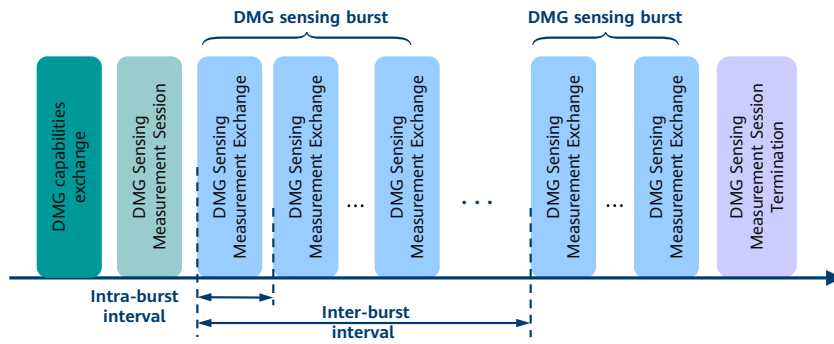 DMG sensing burst
DMG sensing burst
DMG capabilities
exchange
DMG Sensing
Measurement Session
DMG Sensing
Measurement Exchange
DMG Sensing
Measurement Exchange
...
DMG Sensing
Measurement Exchange
...
DMG Sensing
Measurement Exchange
...
DMG Sensing
Measurement Exchange
DMG Sensing
Measurement Session
Termination
Intra-burst
interval
Inter-burst
interval